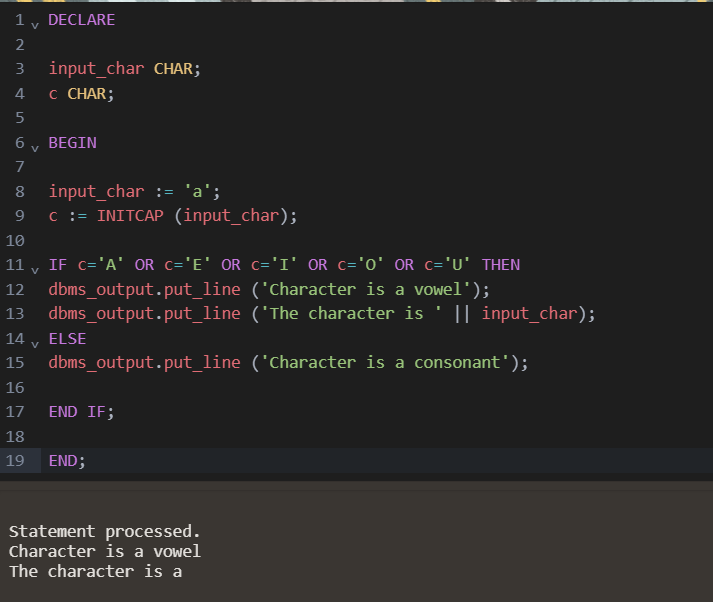 1 DECLARE
2
3 input_char CHAR;
4 c CHAR;
5
6 BEGIN
7
8 input_char := 'a';
9 c := INITCAP (input_char);
10
11 IF c='A' OR c='E' OR c='I' OR c='O' OR c='U' THEN
12 dbms_output.put_line ('Character is a vowel');
13 dbms_output.put_line ('The character is ' || input_char);
14 ELSE
15 dbms_output.put_line ('Character is a consonant');
16
17 END IF;
18
19 END;
Statement processed.
Character is a vowel
The character is a